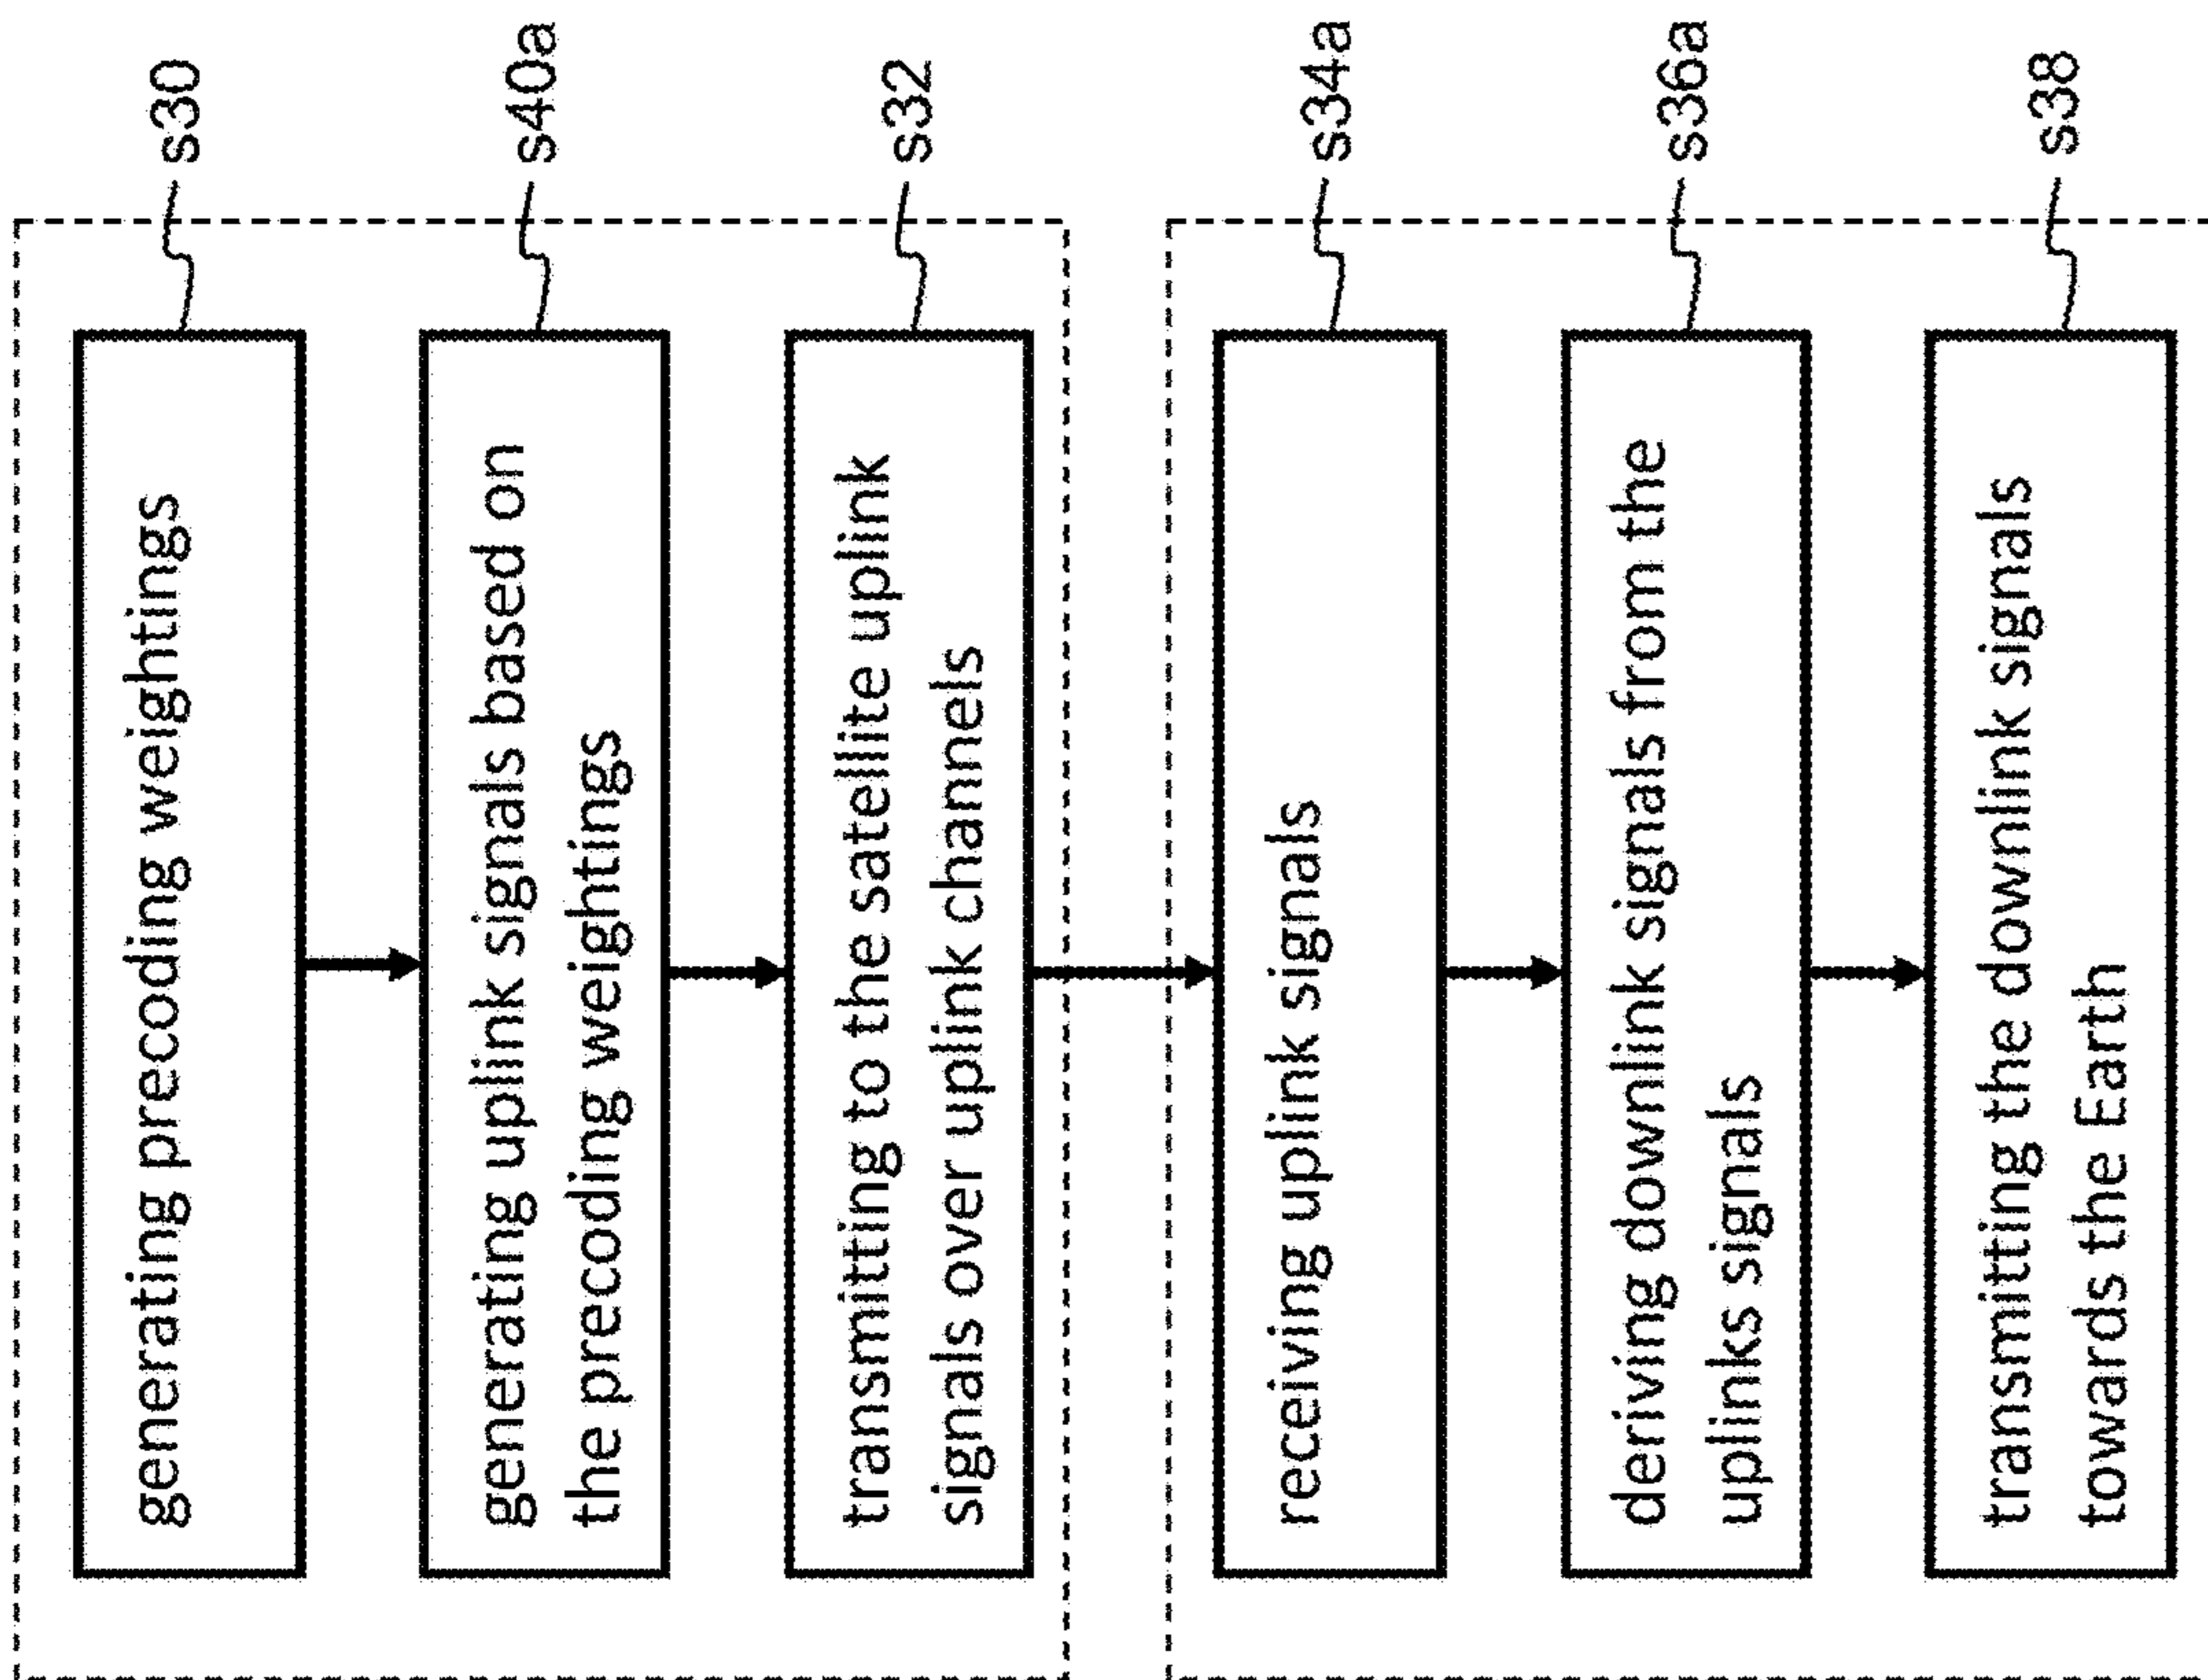 generating precoding weightings
s30
generating uplink signals based on
the precoding weightings
s40a
transmitting to the satellite uplink
signals over uplink channels
s32
receiving uplink signals
s34a
deriving downlink signals from the
uplinks signals
s36a
transmitting the downlink signals
towards the Earth
s38